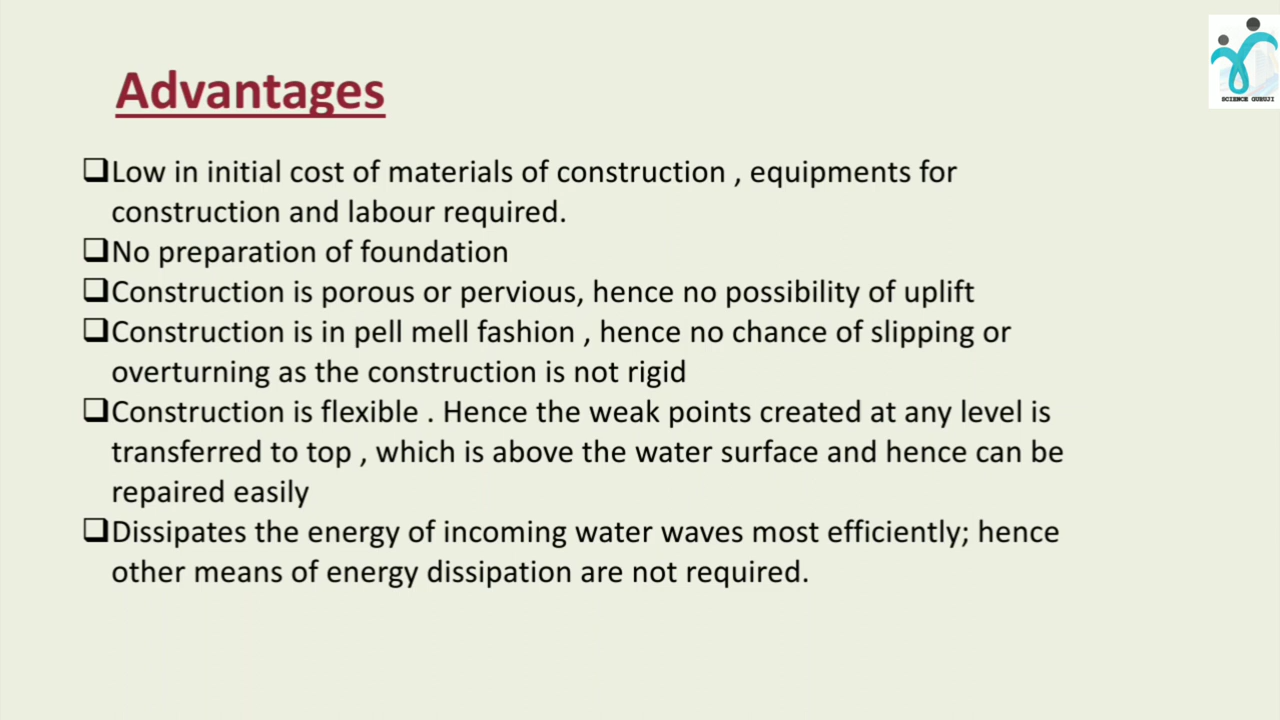 SCIENCE GURUJI
Advantages
❑Low in initial cost of materials of construction , equipments for
construction and labour required.
❑No preparation of foundation
❑Construction is porous or pervious, hence no possibility of uplift
❑Construction is in pell mell fashion , hence no chance of slipping or
overturning as the construction is not rigid
❑Construction is flexible . Hence the weak points created at any level is
transferred to top , which is above the water surface and hence can be
repaired easily
❑Dissipates the energy of incoming water waves most efficiently; hence
other means of energy dissipation are not required.